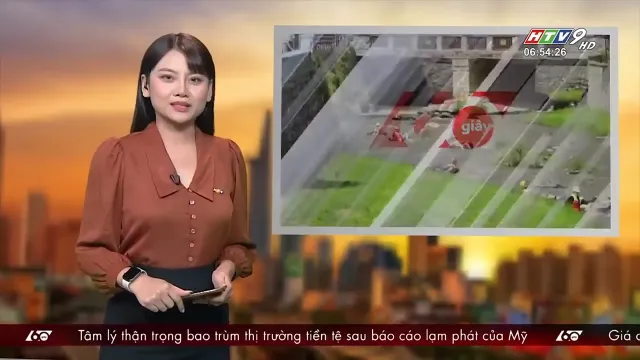 HTV9 HD
06:54:26
60 giây
60 Tâm lý thận trọng bao trùm thị trường tiền tệ sau báo cáo lạm phát của Mỹ 60 Giá